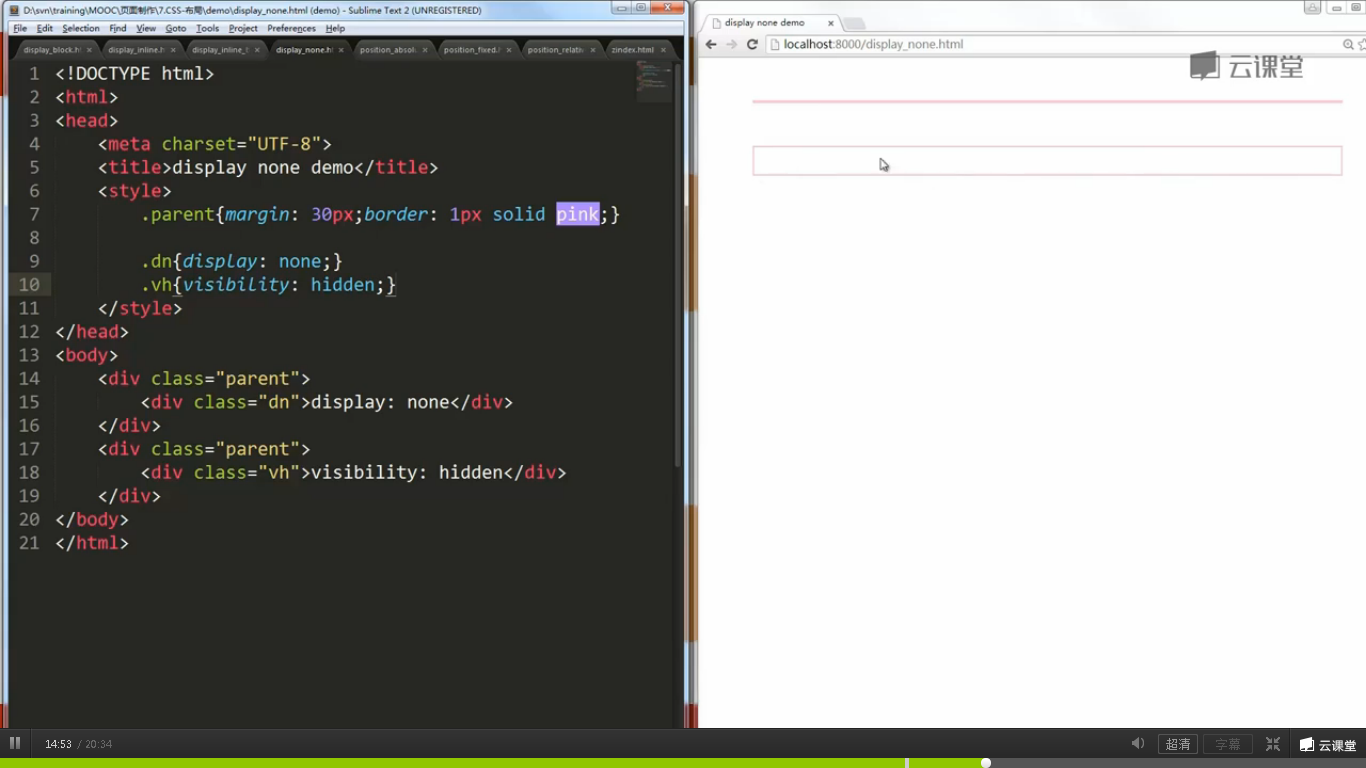 D:\svn\training\MOOC\页面制作\7.CSS-布局\demo\display_none.html (demo) - Sublime Text 2 (UNREGISTERED)
File Edit Selection Find View Goto Tools Project Preferences Help
display_block.h display_inline.h display_inline_b display_none.h position_absol position_fixed.h position_relativ zindex.html
1 <!DOCTYPE html>
2 <html>
3 <head>
4 <meta charset="UTF-8">
5 <title>display none demo</title>
6 <style>
7 .parent{margin: 30px;border: 1px solid pink;}
8
9 .dn{display: none;}
10 .vh{visibility: hidden;}
11 </style>
12 </head>
13 <body>
14 <div class="parent">
15 <div class="dn">display: none</div>
16 </div>
17 <div class="parent">
18 <div class="vh">visibility: hidden</div>
19 </div>
20 </body>
21 </html>
display none demo
localhost:8000/display_none.html
云课堂
14:53 / 20:34
超清
字幕
云课堂